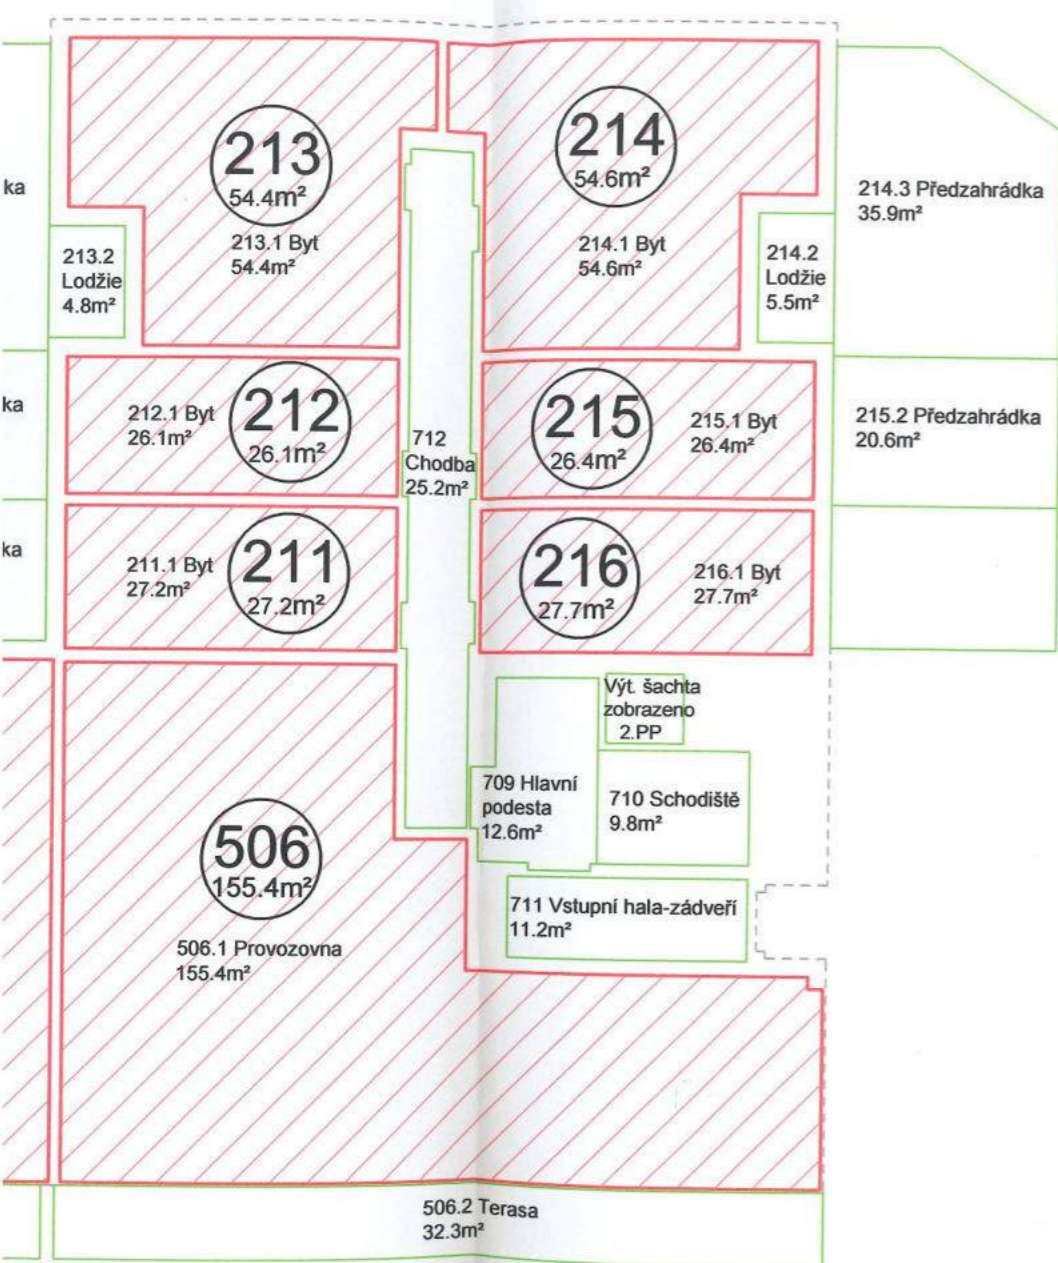 213
54.4m²
213.1 Byt
54.4m²
214
54.6m²
214.1 Byt
54.6m²
ka
214.3 Předzahrádka
35.9m²
213.2
Lodžie
4.8m²
214.2
Lodžie
5.5m²
ka
212.1 Byt
26.1m²
212
26.1m²
712
Chodba
25.2m²
215
26.4m²
215.1 Byt
26.4m²
215.2 Předzahrádka
20.6m²
ka
211.1 Byt
27.2m²
211
27.2m²
216
27.7m²
216.1 Byt
27.7m²
Výt. šachta
zobrazeno
2.PP
709 Hlavní
podesta
12.6m²
710 Schodiště
9.8m²
506
155.4m²
506.1 Provozovna
155.4m²
711 Vstupní hala-zádveří
11.2m²
506.2 Terasa
32.3m²